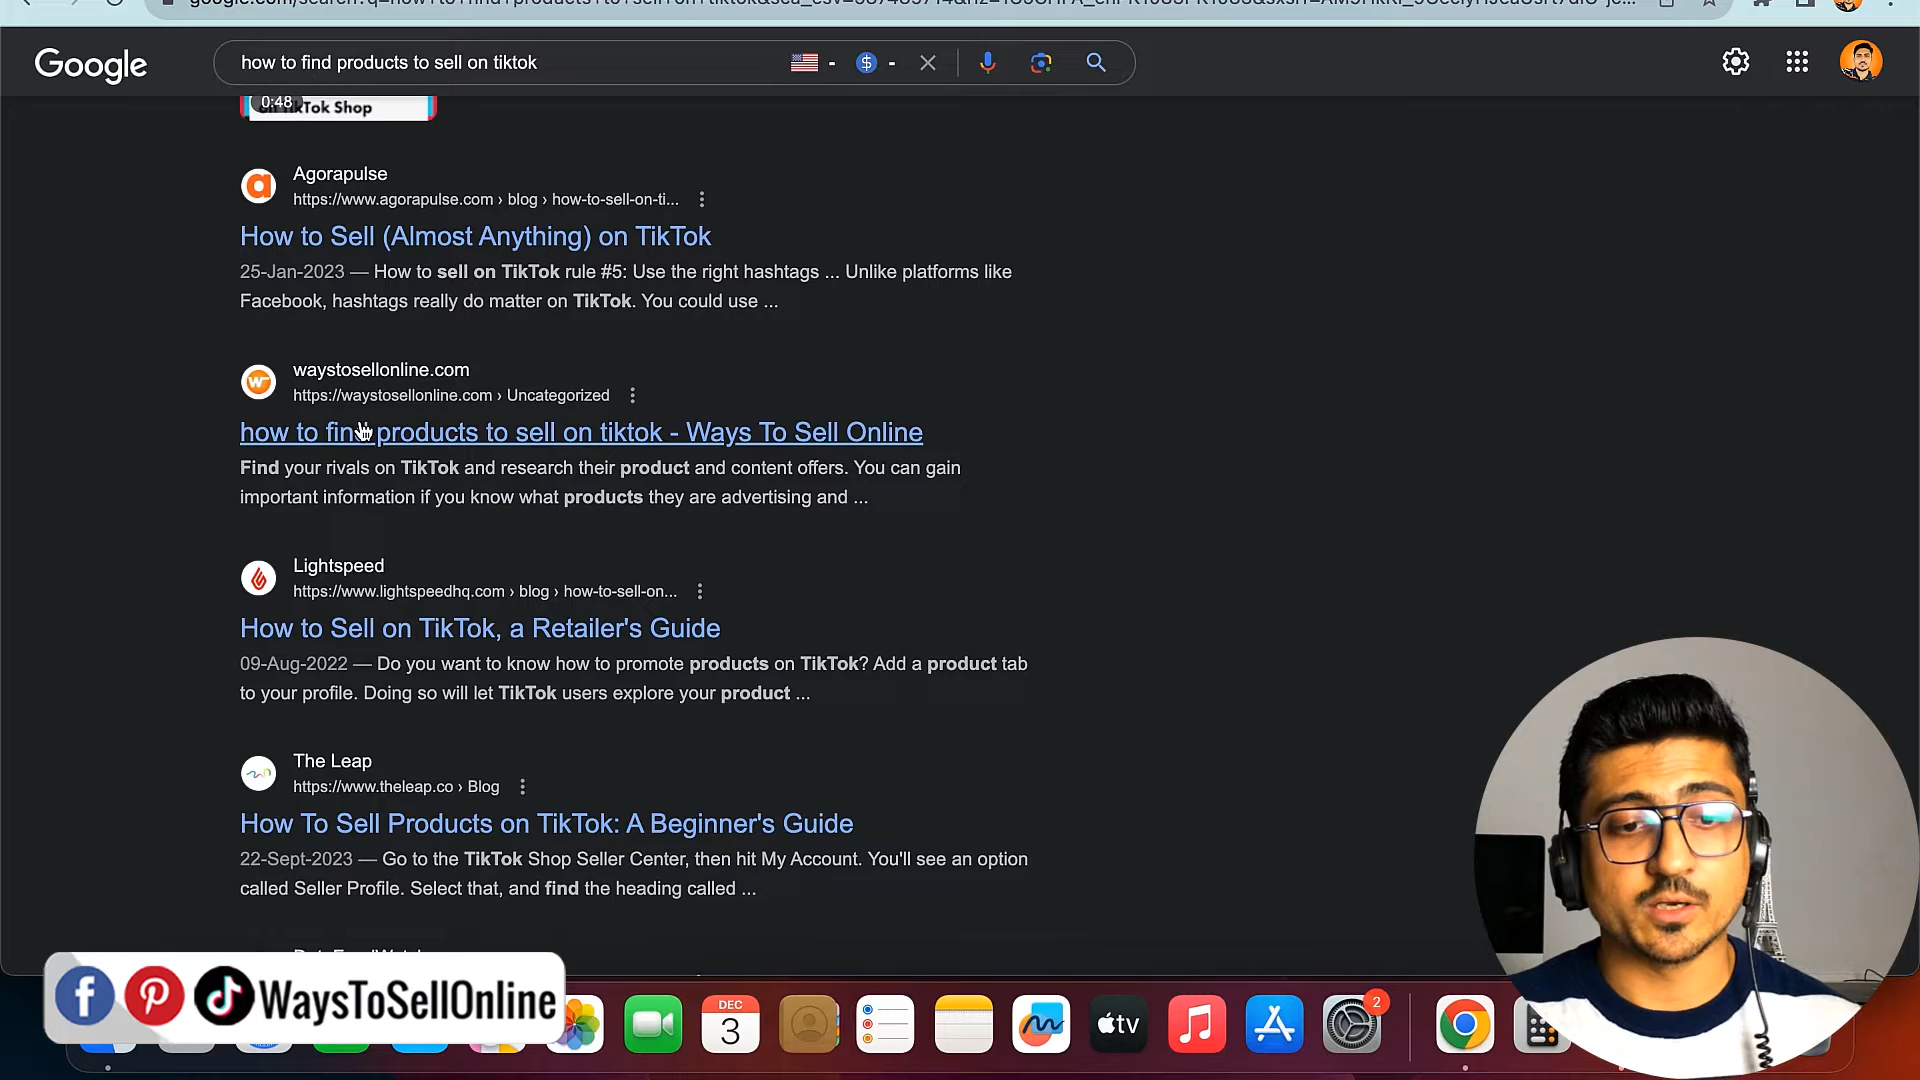 Google
how to find products to sell on tiktok
0:48
on TikTok Shop
Agorapulse
https://www.agorapulse.com › blog › how-to-sell-on-ti...
How to Sell (Almost Anything) on TikTok
25-Jan-2023 — How to sell on TikTok rule #5: Use the right hashtags ... Unlike platforms like
Facebook, hashtags really do matter on TikTok. You could use ...
waystosellonline.com
https://waystosellonline.com › Uncategorized
how to find products to sell on tiktok - Ways To Sell Online
Find your rivals on TikTok and research their product and content offers. You can gain
important information if you know what products they are advertising and ...
Lightspeed
https://www.lightspeedhq.com › blog › how-to-sell-on...
How to Sell on TikTok, a Retailer's Guide
09-Aug-2022 — Do you want to know how to promote products on TikTok? Add a product tab
to your profile. Doing so will let TikTok users explore your product ...
The Leap
https://www.theleap.co › Blog
How To Sell Products on TikTok: A Beginner's Guide
22-Sept-2023 — Go to the TikTok Shop Seller Center, then hit My Account. You'll see an option
called Seller Profile. Select that, and find the heading called ...
WaysToSellOnline
DEC
3
tv
2